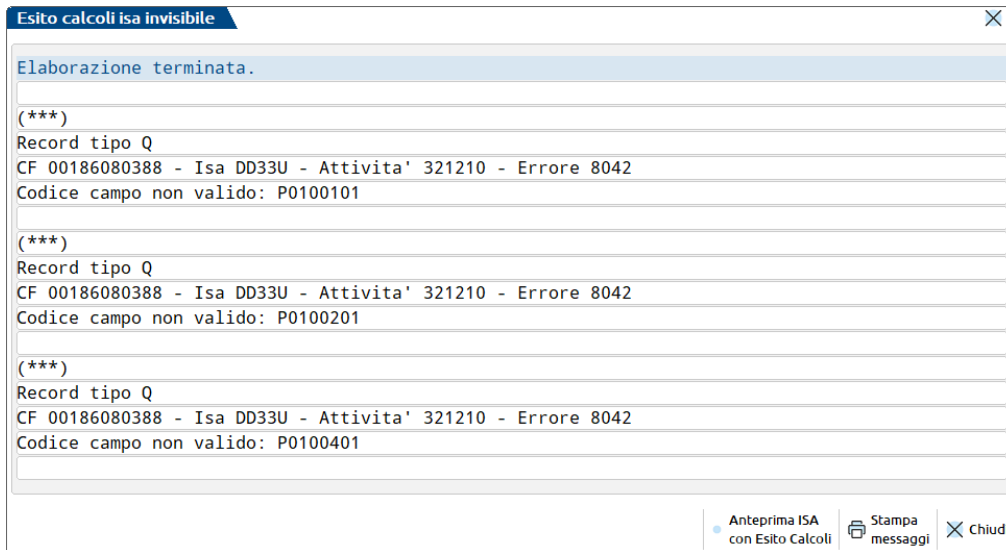 Esito calcoli isa invisibile
Elaborazione terminata.
(***)
Record tipo Q
CF 00186080388 - Isa DD33U - Attivita' 321210 - Errore 8042
Codice campo non valido: P0100101
(***)
Record tipo Q
CF 00186080388 - Isa DD33U - Attivita' 321210 - Errore 8042
Codice campo non valido: P0100201
(***)
Record tipo Q
CF 00186080388 - Isa DD33U - Attivita' 321210 - Errore 8042
Codice campo non valido: P0100401
Anteprima ISA
con Esito Calcoli
Stampa
messaggi
Chiud